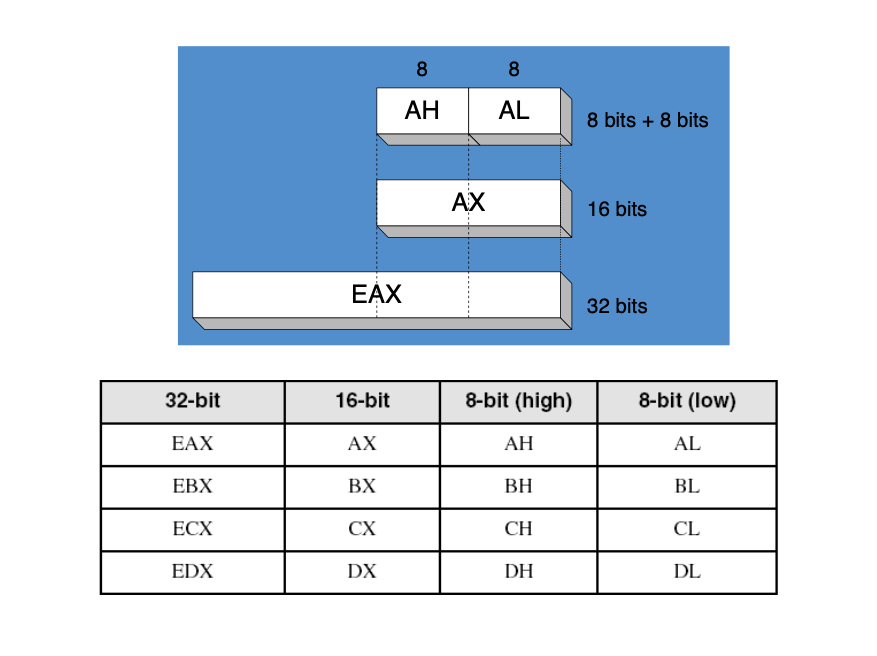 8 8
AH AL 8 bits + 8 bits
AX 16 bits
EAX 32 bits
32-bit 16-bit 8-bit (high) 8-bit (low)
EAX AX AH AL
EBX BX BH BL
ECX CX CH CL
EDX DX DH DL